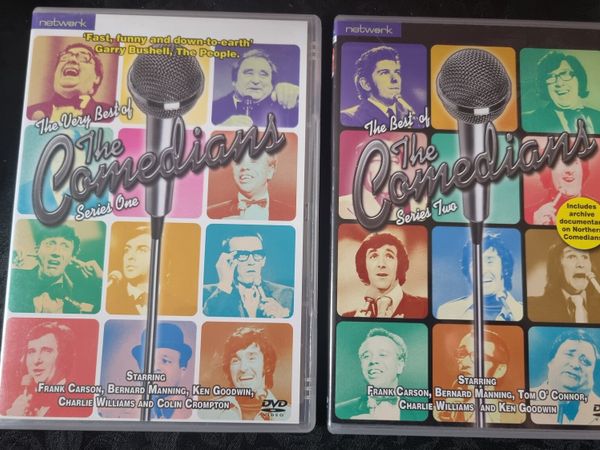 network
'Fast, funny and down-to-earth'
Garry Bushell, The People.
The Very Best of
The
Comedians
Series One
Starring
Frank Carson, Bernard Manning, Ken Goodwin,
Charlie Williams and Colin Crompton
DVD
VIDEO
network
The Best of
The
Comedians
Series Two
Includes
archive
documentary
on Northern
Comedians
Starring
Frank Carson, Bernard Manning, Tom O' Connor,
Charlie Williams and Ken Goodwin
DVD